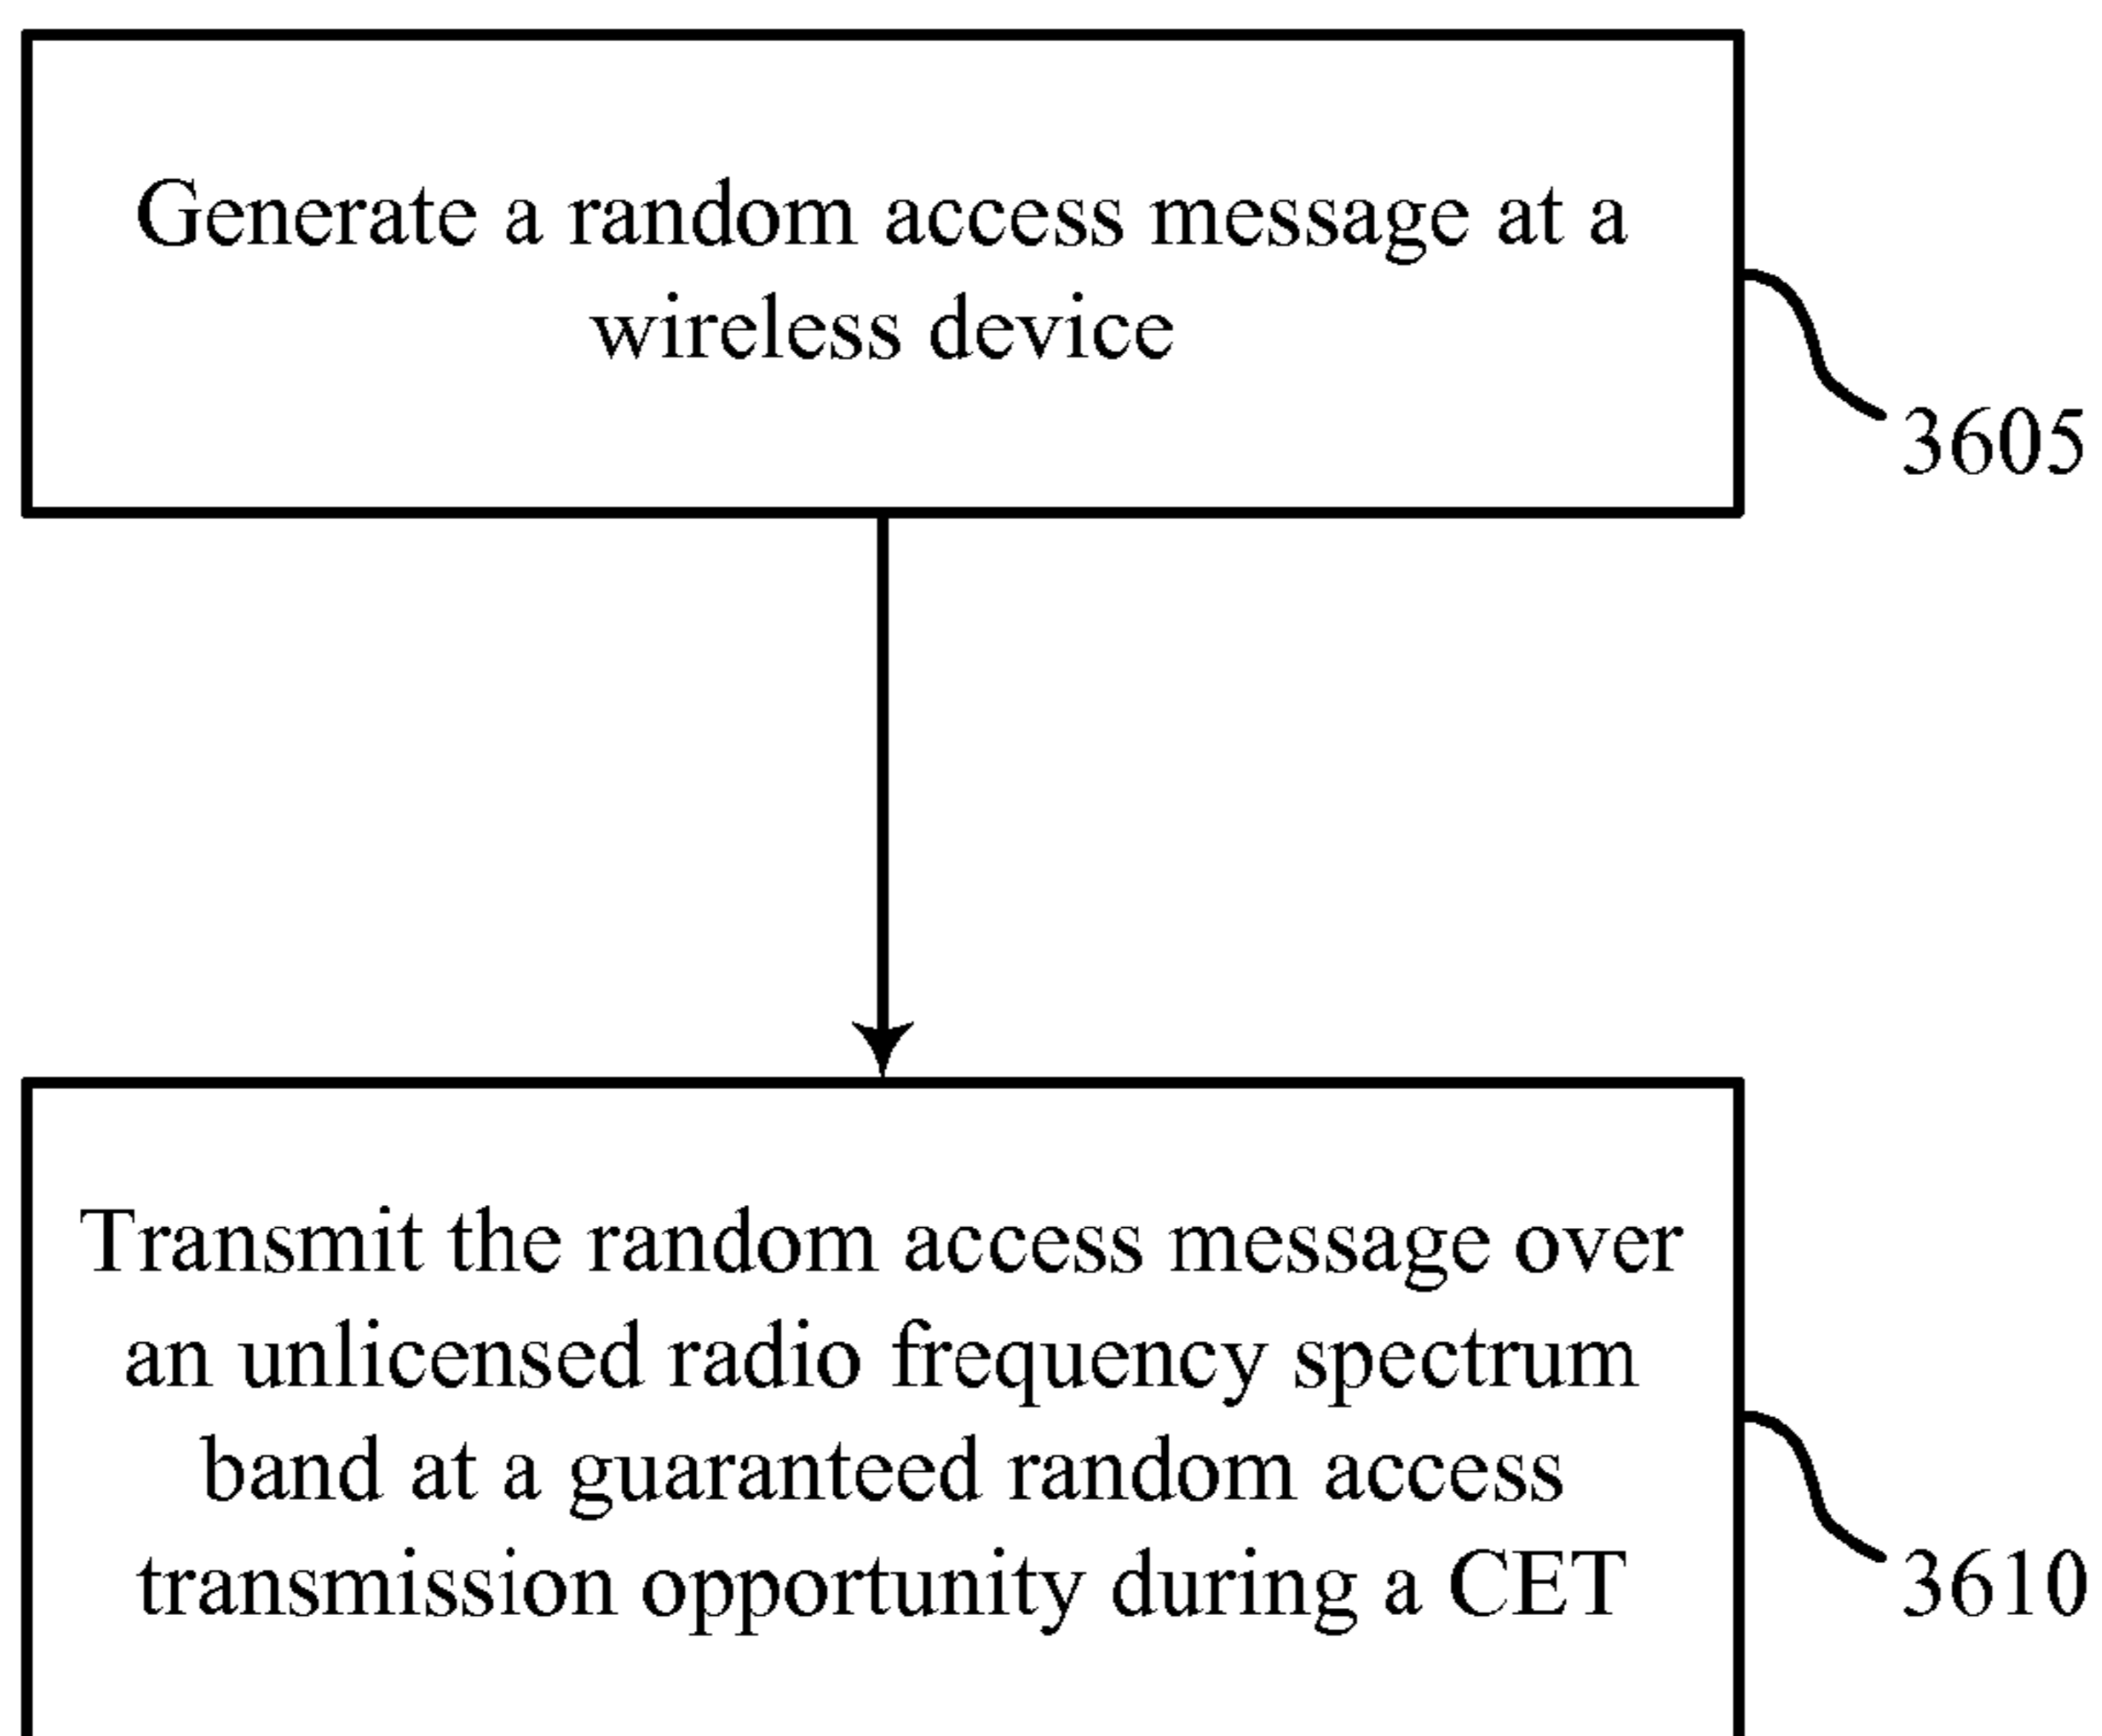 Generate a random access message at a
wireless device
3605
Transmit the random access message over
an unlicensed radio frequency spectrum
band at a guaranteed random access
transmission opportunity during a CET
3610